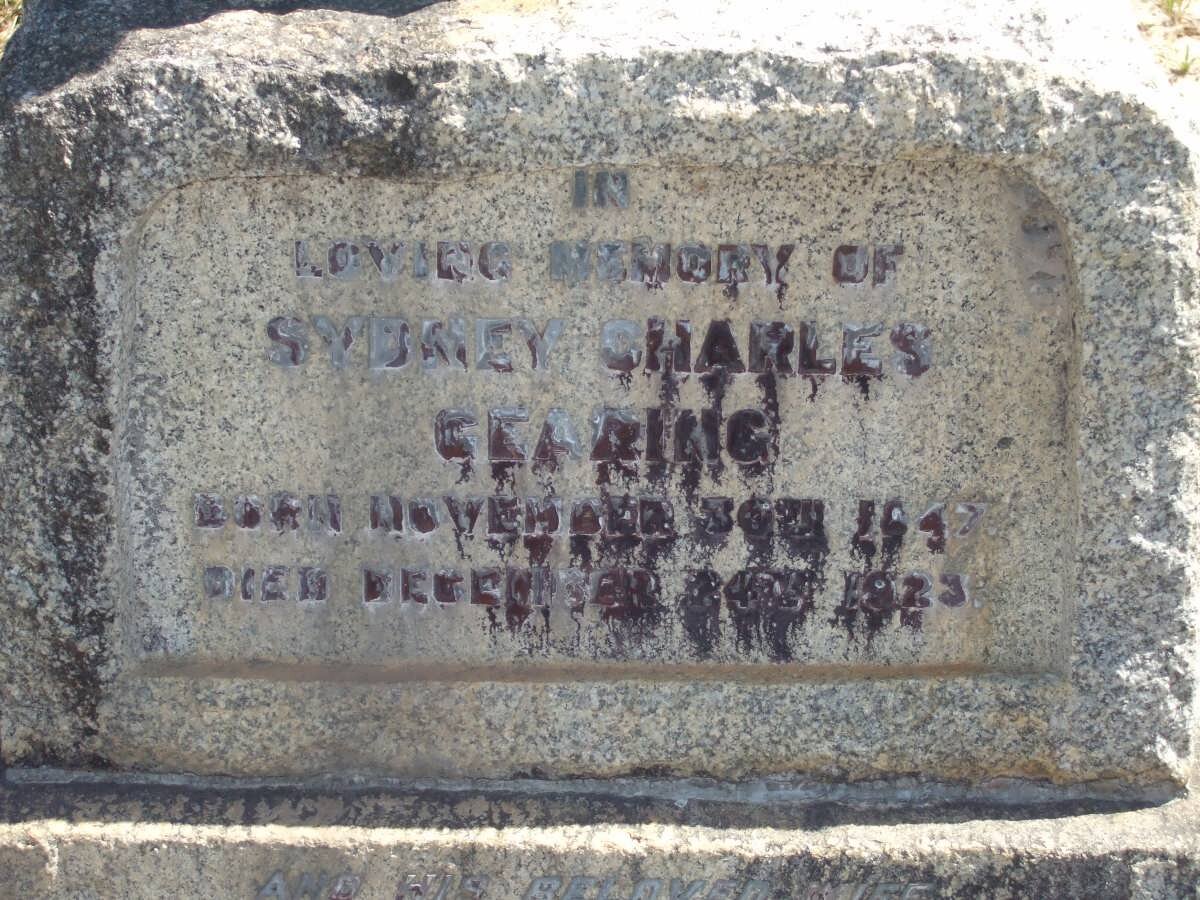 IN
LOVING MEMORY OF
SYDNEY CHARLES
GEARING
BORN NOVEMBER 30TH 1847.
DIED DECEMBER 24TH 1923.
AND HIS BELOVED WIFE